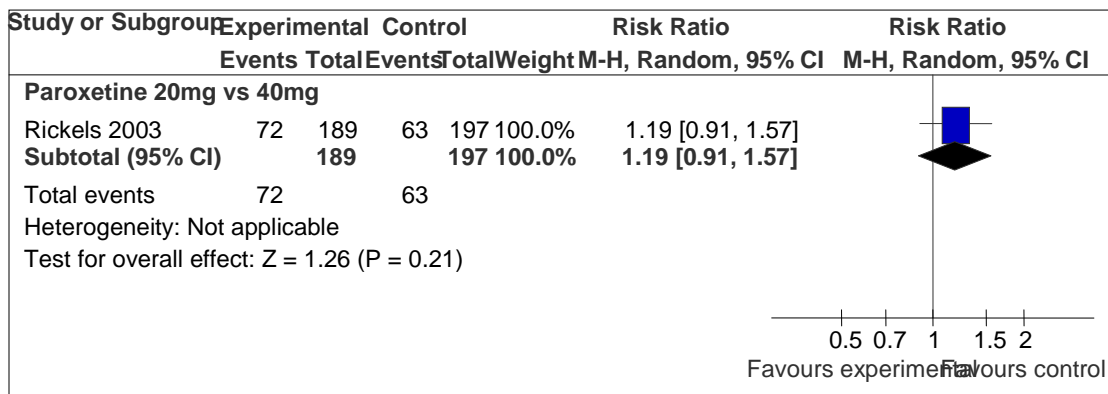 Study or Subgroup Experimental Control Risk Ratio Risk Ratio
Events Total Events Total Weight M-H, Random, 95% CI M-H, Random, 95% CI
Paroxetine 20mg vs 40mg
Rickels 2003 72 189 63 197 100.0% 1.19 [0.91, 1.57]
Subtotal (95% CI) 189 197 100.0% 1.19 [0.91, 1.57]
Total events 72 63
Heterogeneity: Not applicable
Test for overall effect: Z = 1.26 (P = 0.21)
0.5 0.7 1 1.5 2
Favours experimental Favours control